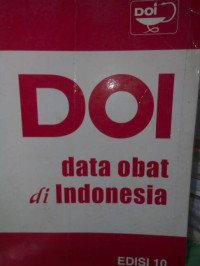 DOI
DOI
data obat
di Indonesia
EDISI 10